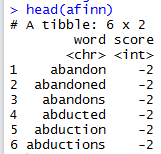 > head(afinn)
# A tibble: 6 x 2
word score
<chr> <int>
1 abandon -2
2 abandoned -2
3 abandons -2
4 abducted -2
5 abduction -2
6 abductions -2